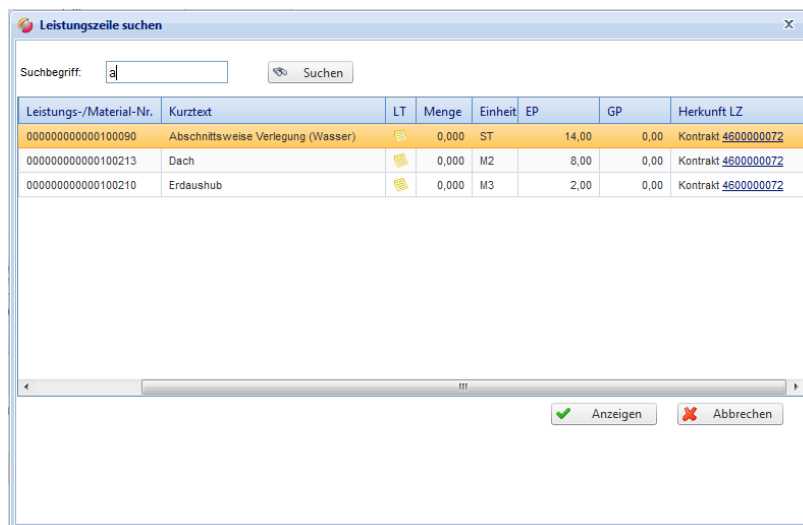 Leistungszeile suchen x
Suchbegriff: a Suchen
Leistungs-/Material-Nr. Kurztext LT Menge Einheit EP GP Herkunft LZ
000000000000100090 Abschnittsweise Verlegung (Wasser) 0,000 ST 14,00 0,00 Kontrakt 4600000072
000000000000100213 Dach 0,000 M2 8,00 0,00 Kontrakt 4600000072
000000000000100210 Erdaushub 0,000 M3 2,00 0,00 Kontrakt 4600000072
Anzeigen Abbrechen